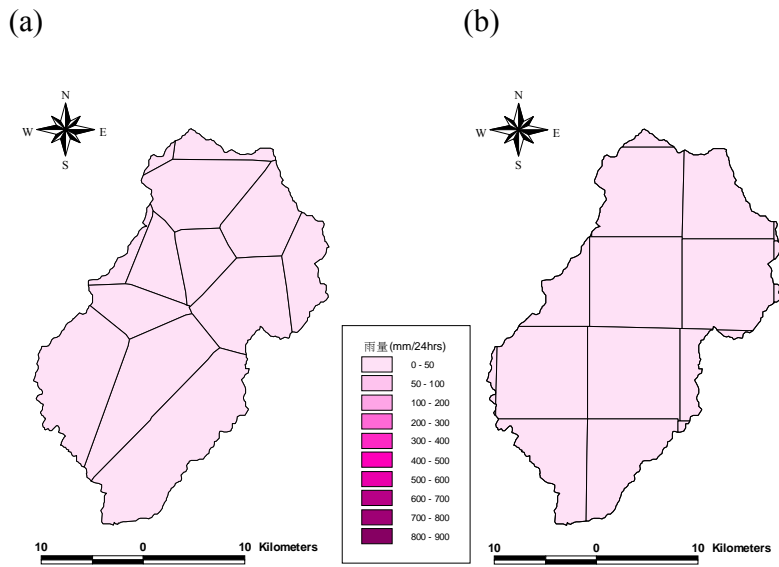 (a)
(b)
N
W E
S
N
W E
S
雨量(mm/24hrs)
0 - 50
50 - 100
100 - 200
200 - 300
300 - 400
400 - 500
500 - 600
600 - 700
700 - 800
800 - 900
10 0 10 Kilometers
10 0 10 Kilometers